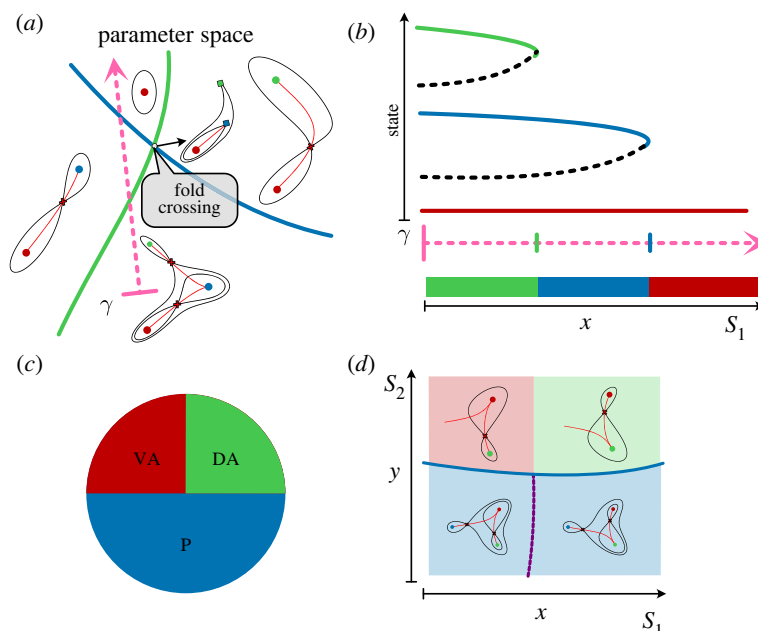 (a)
parameter space
fold
crossing
γ
(b)
state
γ
x
S1
(c)
VA
DA
P
(d)
S2
y
x
S1